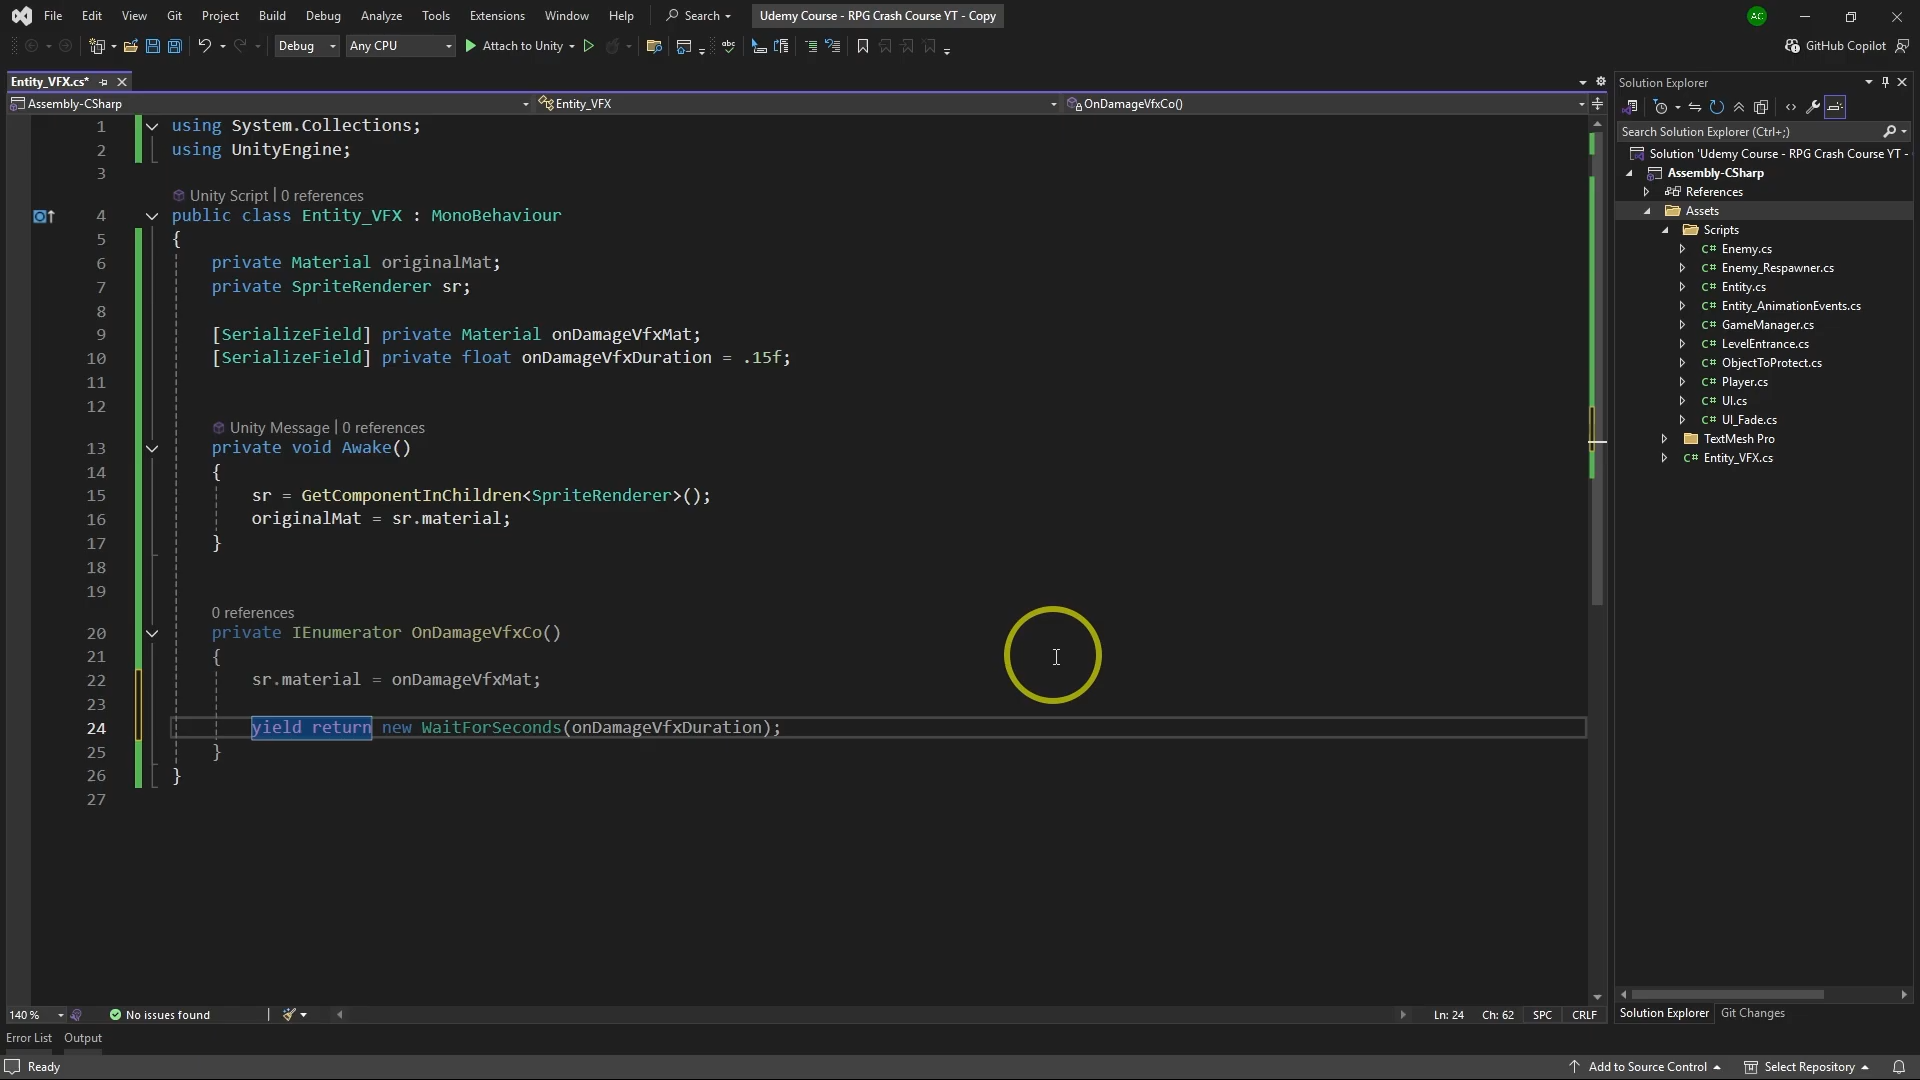 File Edit View Git Project Build Debug Analyze Tools Extensions Window Help Search Udemy Course - RPG Crash Course YT - Copy AC
Debug Any CPU Attach to Unity abc GitHub Copilot
Entity_VFX.cs*
Assembly-CSharp Entity_VFX OnDamageVfxCo()
1 using System.Collections;
2 using UnityEngine;
3
Unity Script | 0 references
4 public class Entity_VFX : MonoBehaviour
5 {
6 private Material originalMat;
7 private SpriteRenderer sr;
8
9 [SerializeField] private Material onDamageVfxMat;
10 [SerializeField] private float onDamageVfxDuration = .15f;
11
12
Unity Message | 0 references
13 private void Awake()
14 {
15 sr = GetComponentInChildren<SpriteRenderer>();
16 originalMat = sr.material;
17 }
18
19
0 references
20 private IEnumerator OnDamageVfxCo()
21 {
22 sr.material = onDamageVfxMat;
23
24 yield return new WaitForSeconds(onDamageVfxDuration);
25 }
26 }
27
140 % No issues found Ln: 24 Ch: 62 SPC CRLF
Error List Output
Ready Add to Source Control Select Repository
Solution Explorer
Search Solution Explorer (Ctrl+;)
Solution 'Udemy Course - RPG Crash Course YT -
Assembly-CSharp
References
Assets
Scripts
C# Enemy.cs
C# Enemy_Respawner.cs
C# Entity.cs
C# Entity_AnimationEvents.cs
C# GameManager.cs
C# LevelEntrance.cs
C# ObjectToProtect.cs
C# Player.cs
C# UI.cs
C# UI_Fade.cs
TextMesh Pro
C# Entity_VFX.cs
Solution Explorer Git Changes